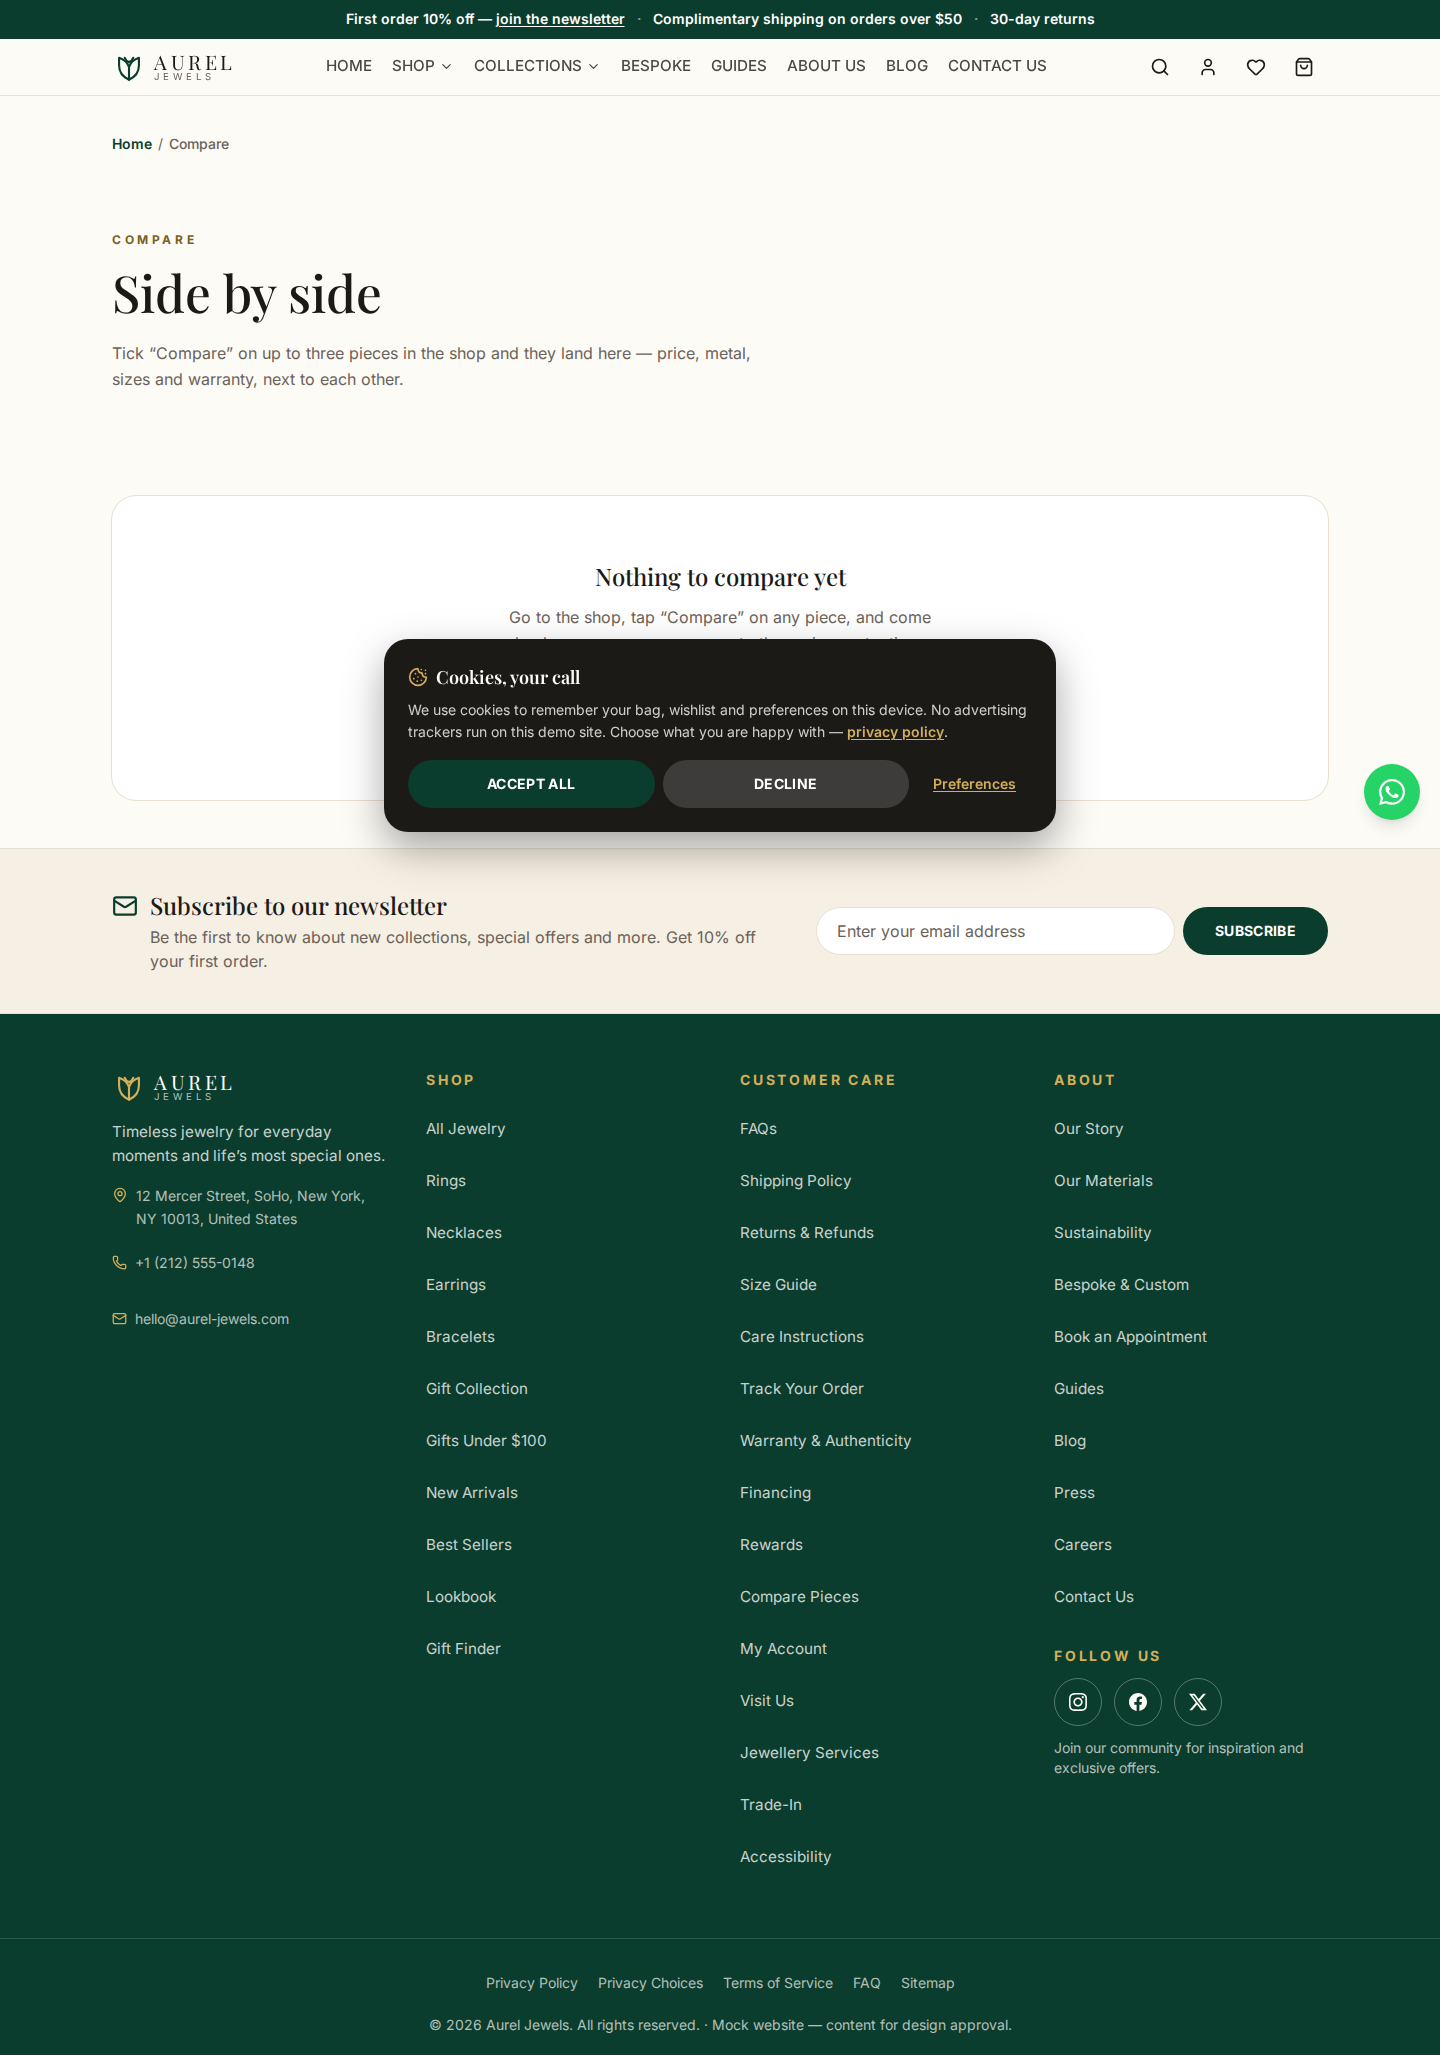 First order 10% off — join the newsletter · Complimentary shipping on orders over $50 · 30-day returns
AUREL
JEWELS
HOME SHOP COLLECTIONS BESPOKE GUIDES ABOUT US BLOG CONTACT US
Home / Compare
COMPARE
Side by side
Tick “Compare” on up to three pieces in the shop and they land here — price, metal,
sizes and warranty, next to each other.
Nothing to compare yet
Go to the shop, tap “Compare” on any piece, and come
Cookies, your call
We use cookies to remember your bag, wishlist and preferences on this device. No advertising
trackers run on this demo site. Choose what you are happy with — privacy policy.
ACCEPT ALL DECLINE Preferences
Subscribe to our newsletter
Be the first to know about new collections, special offers and more. Get 10% off
your first order.
Enter your email address SUBSCRIBE
AUREL
JEWELS
Timeless jewelry for everyday
moments and life’s most special ones.
12 Mercer Street, SoHo, New York,
NY 10013, United States
+1 (212) 555-0148
hello@aurel-jewels.com
SHOP
All Jewelry
Rings
Necklaces
Earrings
Bracelets
Gift Collection
Gifts Under $100
New Arrivals
Best Sellers
Lookbook
Gift Finder
CUSTOMER CARE
FAQs
Shipping Policy
Returns & Refunds
Size Guide
Care Instructions
Track Your Order
Warranty & Authenticity
Financing
Rewards
Compare Pieces
My Account
Visit Us
Jewellery Services
Trade-In
Accessibility
ABOUT
Our Story
Our Materials
Sustainability
Bespoke & Custom
Book an Appointment
Guides
Blog
Press
Careers
Contact Us
FOLLOW US
Join our community for inspiration and
exclusive offers.
Privacy Policy Privacy Choices Terms of Service FAQ Sitemap
© 2026 Aurel Jewels. All rights reserved. · Mock website — content for design approval.